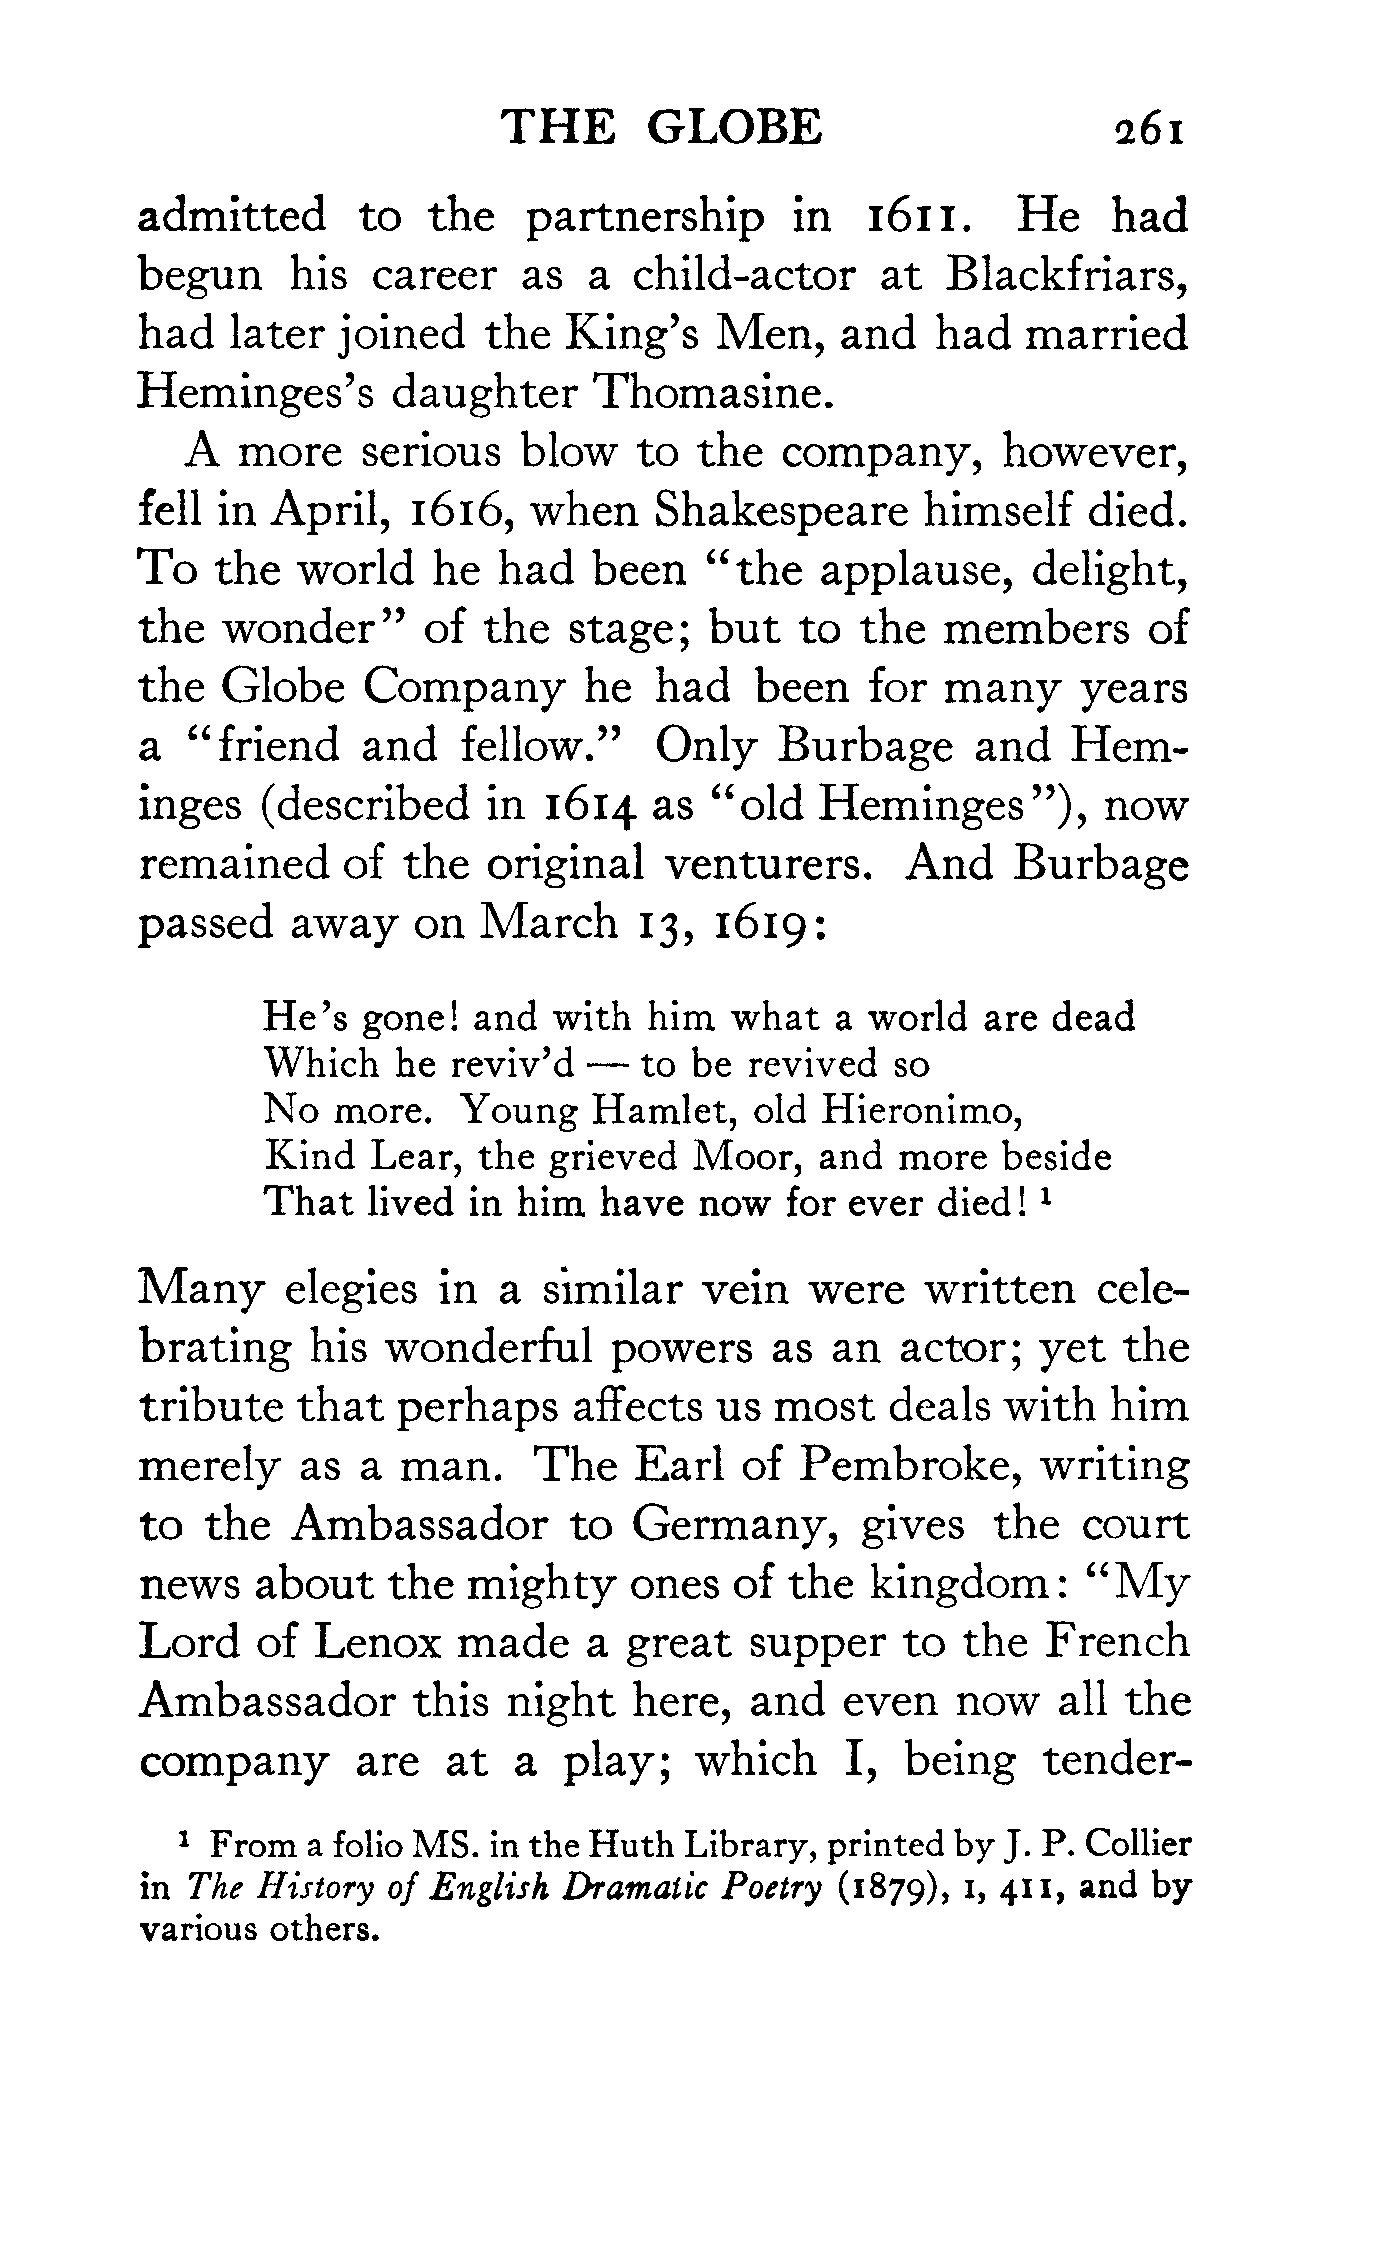 THE GLOBE 261
admitted to the partnership in 1611. He had
begun his career as a child-actor at Blackfriars,
had later joined the King's Men, and had married
Heminges's daughter Thomasine.
A more serious blow to the company, however,
fell in April, 1616, when Shakespeare himself died.
To the world he had been "the applause, delight,
the wonder" of the stage; but to the members of
the Globe Company he had been for many years
a "friend and fellow." Only Burbage and Hem-
inges (described in 1614 as "old Heminges"), now
remained of the original venturers. And Burbage
passed away on March 13, 1619:
He's gone! and with him what a world are dead
Which he reviv'd — to be revived so
No more. Young Hamlet, old Hieronimo,
Kind Lear, the grieved Moor, and more beside
That lived in him have now for ever died! ¹
Many elegies in a similar vein were written cele-
brating his wonderful powers as an actor; yet the
tribute that perhaps affects us most deals with him
merely as a man. The Earl of Pembroke, writing
to the Ambassador to Germany, gives the court
news about the mighty ones of the kingdom: "My
Lord of Lenox made a great supper to the French
Ambassador this night here, and even now all the
company are at a play; which I, being tender-
¹ From a folio MS. in the Huth Library, printed by J. P. Collier
in The History of English Dramatic Poetry (1879), I, 411, and by
various others.